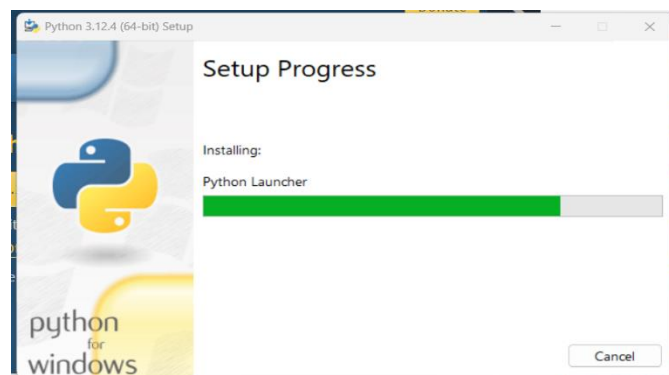 Python 3.12.4 (64-bit) Setup
Setup Progress
Installing:
Python Launcher
python
for
windows
Cancel